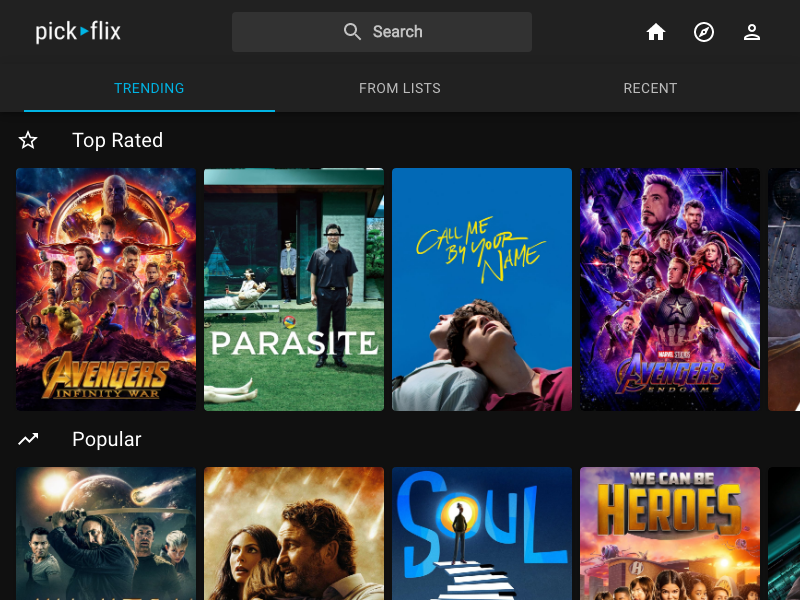 pick flix
Search
TRENDING
FROM LISTS
RECENT
Top Rated
AVENGERS
INFINITY WAR
PARASITE
CALL ME
BY YOUR
NAME
MARVEL STUDIOS
AVENGERS
ENDGAME
Popular
SOUL
WE CAN BE
HEROES